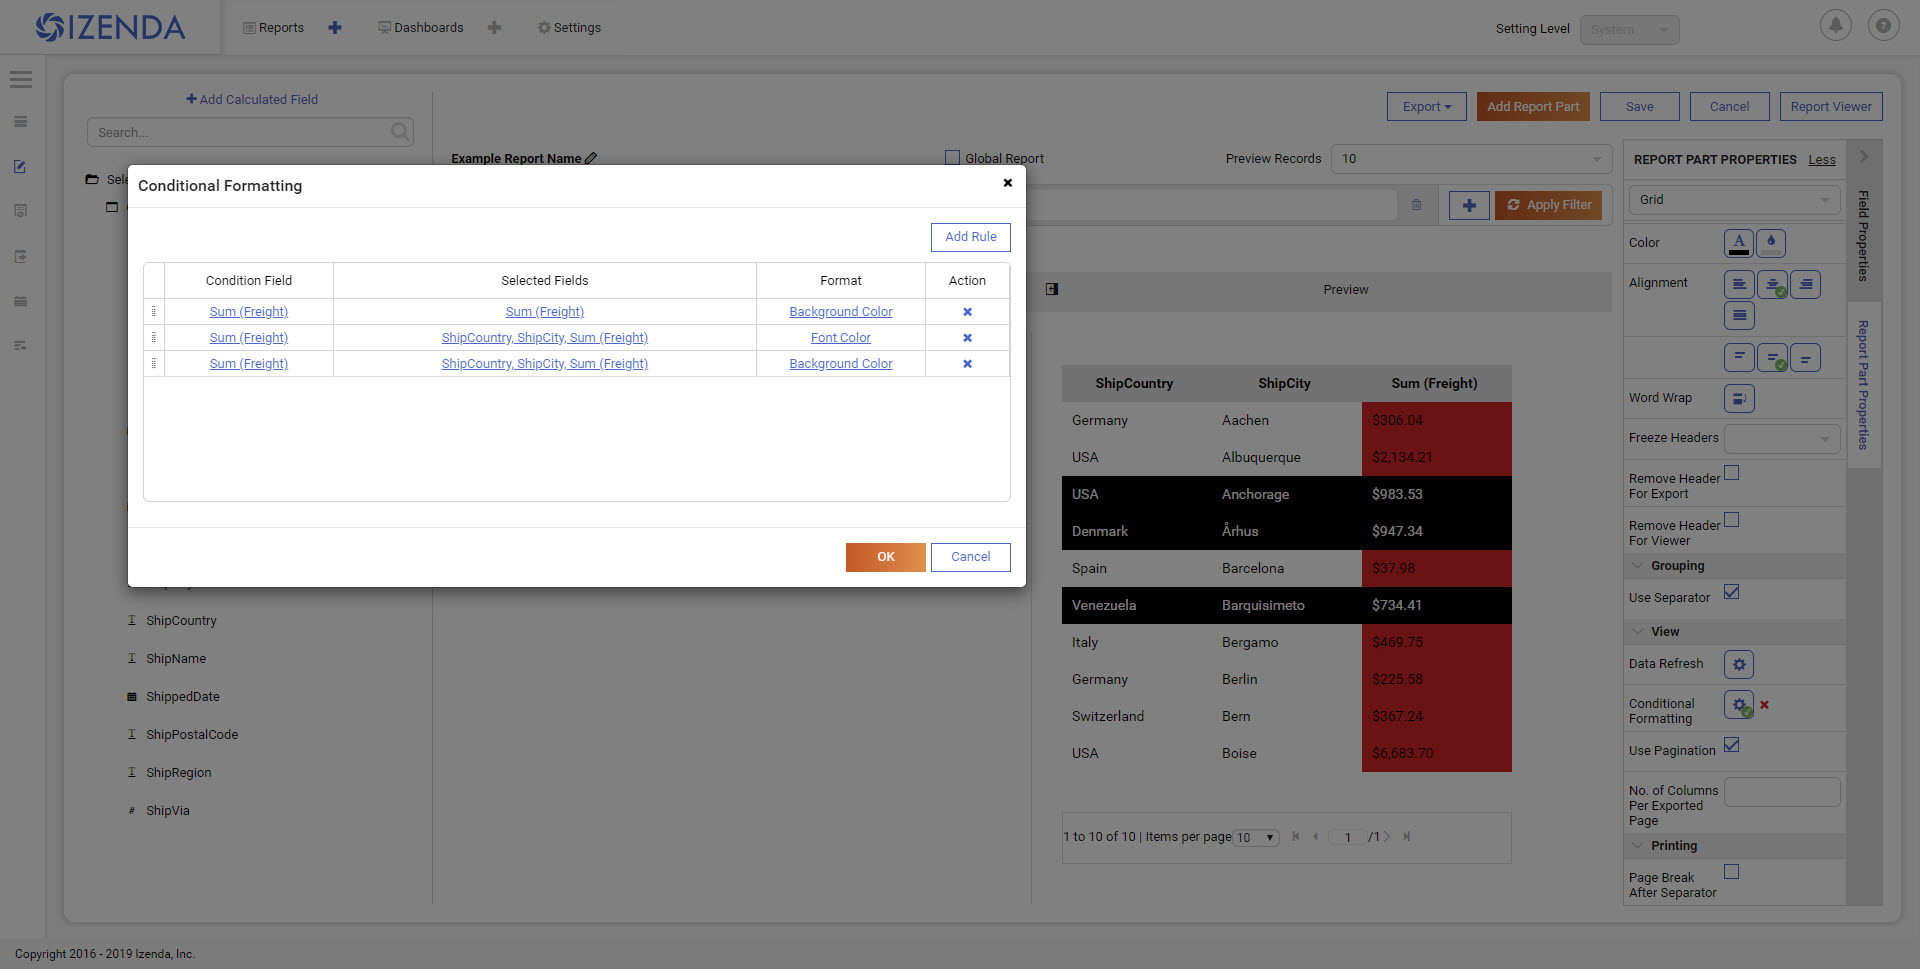 IZENDA
Reports
Dashboards
Settings
Setting Level
System
Add Calculated Field
Search...
Export
Add Report Part
Save
Cancel
Report Viewer
Example Report Name
Global Report
Preview Records
10
Apply Filter
Preview
Conditional Formatting
Add Rule
Condition Field Selected Fields Format Action
Sum (Freight) Sum (Freight) Background Color
Sum (Freight) ShipCountry, ShipCity, Sum (Freight) Font Color
Sum (Freight) ShipCountry, ShipCity, Sum (Freight) Background Color
OK
Cancel
ShipCountry
ShipName
ShippedDate
ShipPostalCode
ShipRegion
# ShipVia
ShipCountry ShipCity Sum (Freight)
Germany Aachen $306.04
USA Albuquerque $2,134.21
USA Anchorage $983.53
Denmark Århus $947.34
Spain Barcelona $37.98
Venezuela Barquisimeto $734.41
Italy Bergamo $469.75
Germany Berlin $225.58
Switzerland Bern $367.24
USA Boise $6,683.70
1 to 10 of 10 | Items per page 10 1 /1
REPORT PART PROPERTIES Less
Grid
Color
A
Alignment
Word Wrap
Freeze Headers
Remove Header
For Export
Remove Header
For Viewer
Grouping
Use Separator
View
Data Refresh
Conditional
Formatting
Use Pagination
No. of Columns
Per Exported
Page
Printing
Page Break
After Separator
Field Properties
Report Part Properties
Copyright 2016 - 2019 Izenda, Inc.